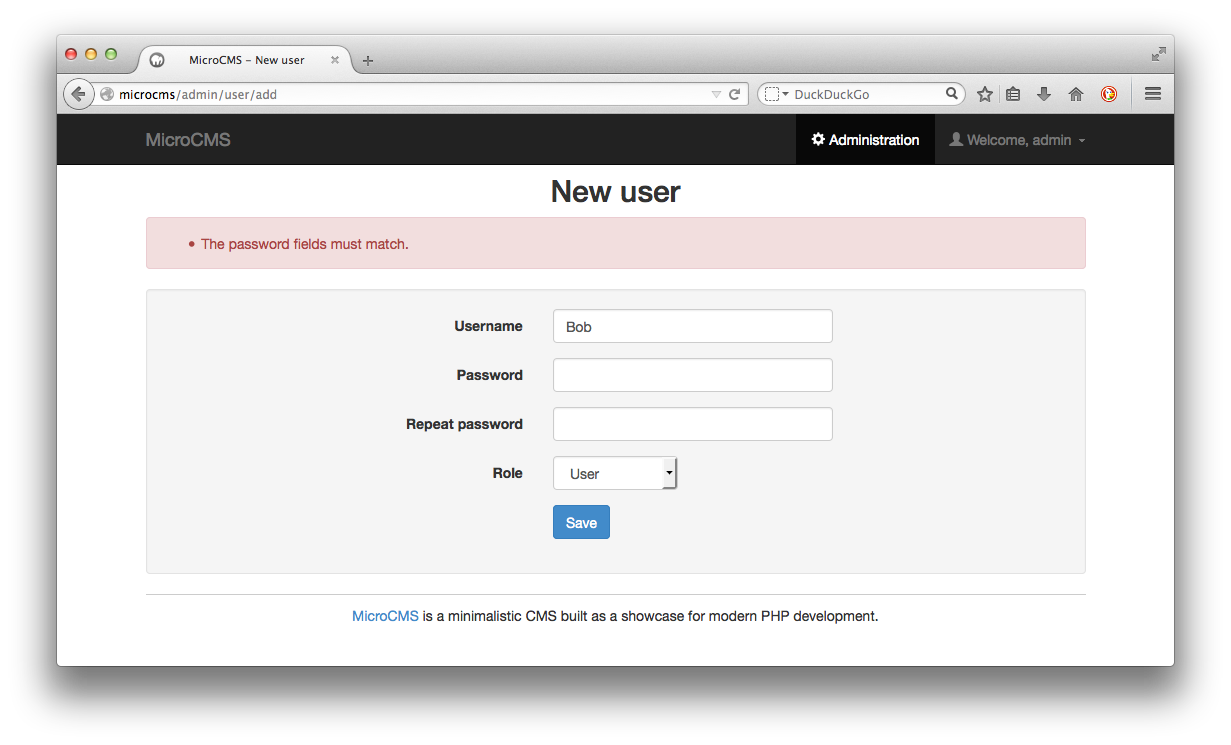 MicroCMS – New user
microcms/admin/user/add
DuckDuckGo
MicroCMS
Administration
Welcome, admin
New user
• The password fields must match.
Username
Bob
Password
Repeat password
Role
User
Save
MicroCMS is a minimalistic CMS built as a showcase for modern PHP development.